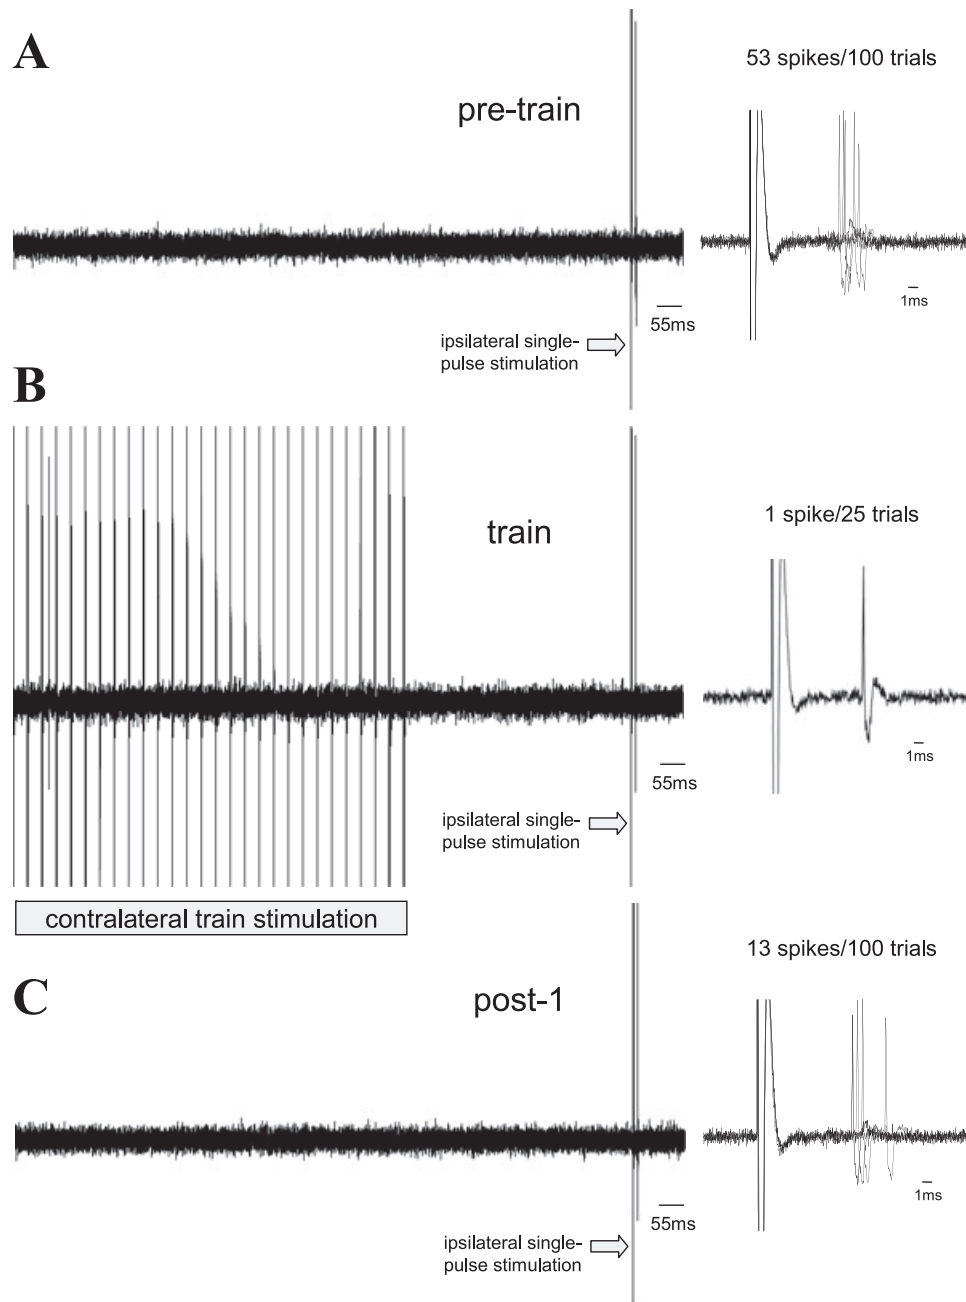 A
53 spikes/100 trials
pre-train
1ms
55ms
ipsilateral single-
pulse stimulation
B
1 spike/25 trials
train
1ms
55ms
ipsilateral single-
pulse stimulation
contralateral train stimulation
13 spikes/100 trials
C
post-1
1ms
55ms
ipsilateral single-
pulse stimulation